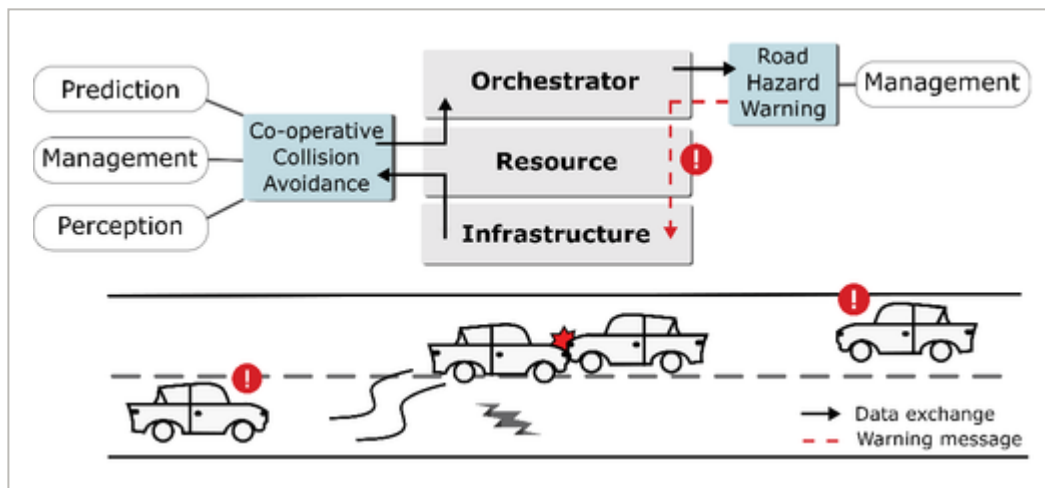 Prediction
Management
Perception
Co-operative
Collision
Avoidance
Orchestrator
Resource
Infrastructure
Road
Hazard
Warning
Management
!
!
!
Data exchange
Warning message